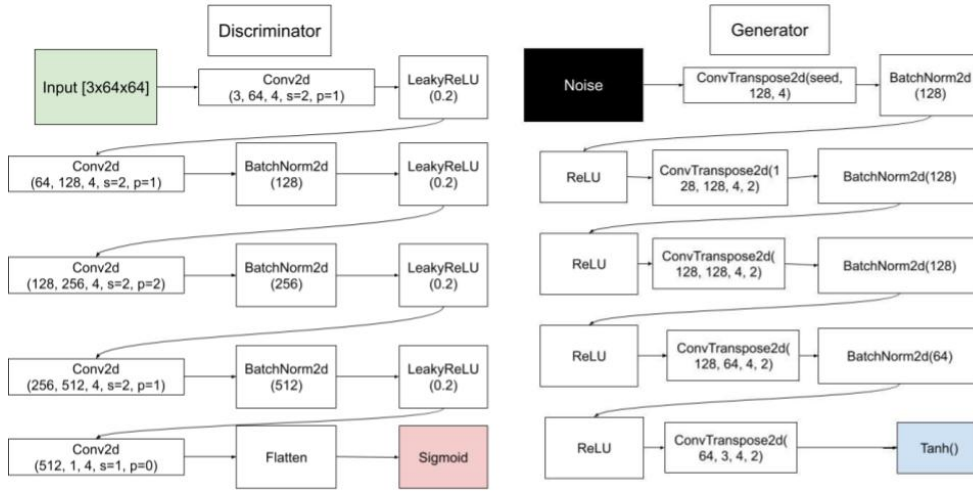 Discriminator
Input [3x64x64]
Conv2d
(3, 64, 4, s=2, p=1)
LeakyReLU
(0.2)
Conv2d
(64, 128, 4, s=2, p=1)
BatchNorm2d
(128)
LeakyReLU
(0.2)
Conv2d
(128, 256, 4, s=2, p=2)
BatchNorm2d
(256)
LeakyReLU
(0.2)
Conv2d
(256, 512, 4, s=2, p=1)
BatchNorm2d
(512)
LeakyReLU
(0.2)
Conv2d
(512, 1, 4, s=1, p=0)
Flatten
Sigmoid
Generator
Noise
ConvTranspose2d(seed,
128, 4)
BatchNorm2d
(128)
ReLU
ConvTranspose2d(1
28, 128, 4, 2)
BatchNorm2d(128)
ReLU
ConvTranspose2d(
128, 128, 4, 2)
BatchNorm2d(128)
ReLU
ConvTranspose2d(
128, 64, 4, 2)
BatchNorm2d(64)
ReLU
ConvTranspose2d(
64, 3, 4, 2)
Tanh()